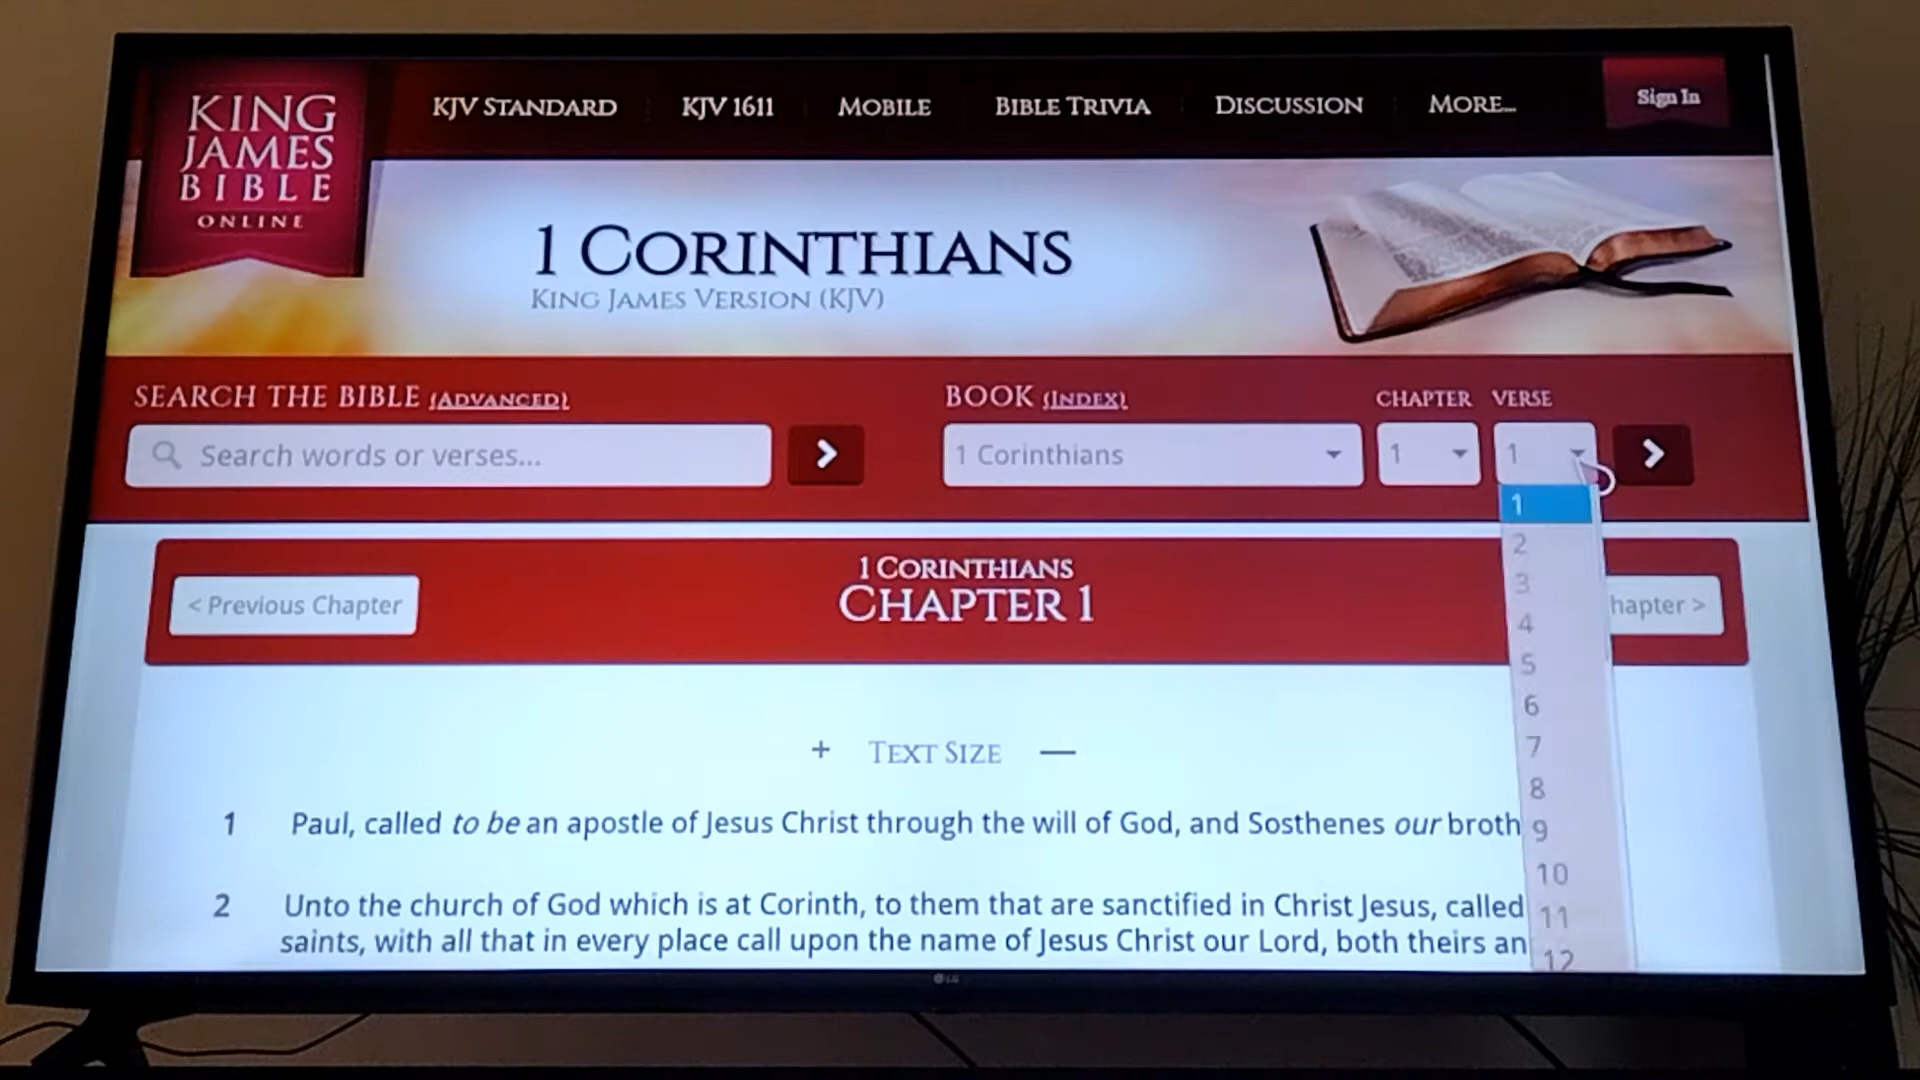 KING
JAMES
BIBLE
ONLINE
KJV STANDARD
KJV 1611
MOBILE
BIBLE TRIVIA
DISCUSSION
MORE...
Sign In
1 CORINTHIANS
KING JAMES VERSION (KJV)
SEARCH THE BIBLE (ADVANCED)
Search words or verses...
BOOK (INDEX)
1 Corinthians
CHAPTER
1
VERSE
1
1
2
3
4
5
6
7
8
9
10
11
12
< Previous Chapter
1 CORINTHIANS
CHAPTER 1
hapter >
+ TEXT SIZE —
1 Paul, called to be an apostle of Jesus Christ through the will of God, and Sosthenes our broth
2 Unto the church of God which is at Corinth, to them that are sanctified in Christ Jesus, called
saints, with all that in every place call upon the name of Jesus Christ our Lord, both theirs an
LG